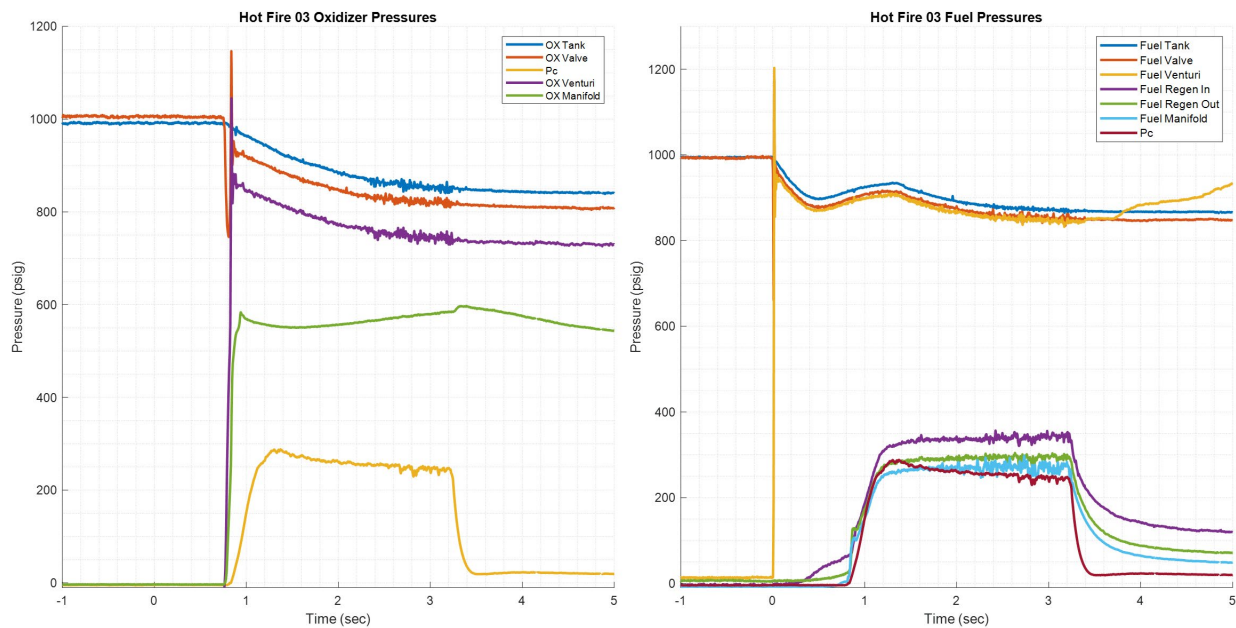 Hot Fire 03 Oxidizer Pressures
1200
1000
800
600
400
200
0
Pressure (psig)
-1 0 1 2 3 4 5
Time (sec)
OX Tank
OX Valve
Pc
OX Venturi
OX Manifold
Hot Fire 03 Fuel Pressures
1200
1000
800
600
400
200
0
Pressure (psig)
-1 0 1 2 3 4 5
Time (sec)
Fuel Tank
Fuel Valve
Fuel Venturi
Fuel Regen In
Fuel Regen Out
Fuel Manifold
Pc